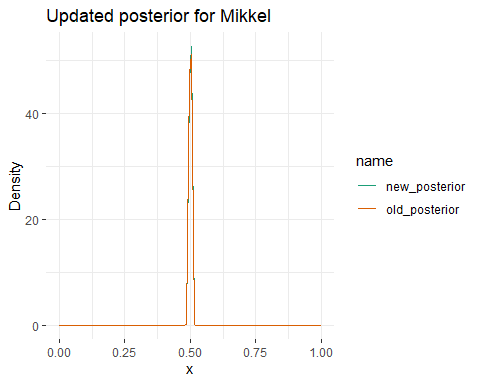 Updated posterior for Mikkel
Density
40
20
0
0.00 0.25 0.50 0.75 1.00
x
name
new_posterior
old_posterior